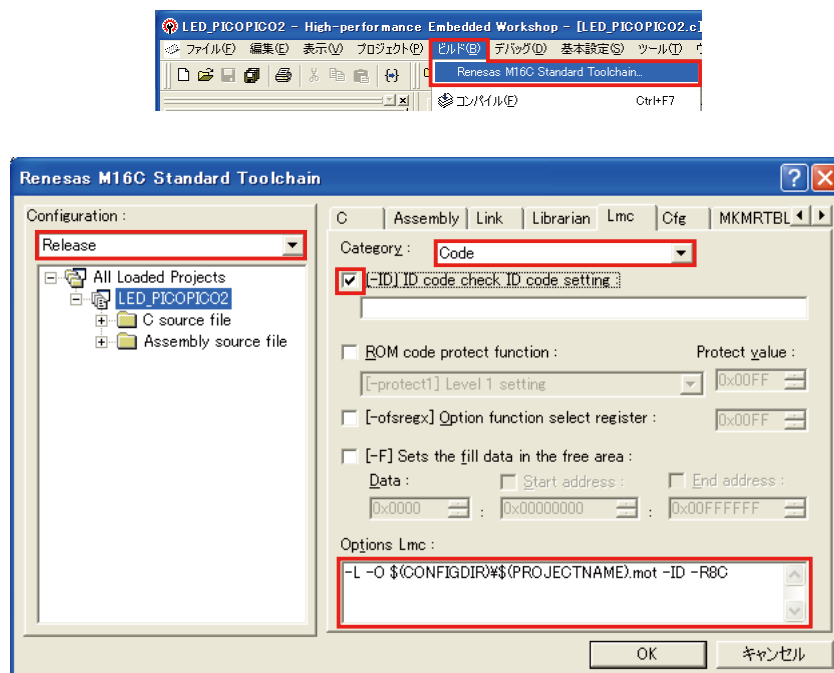 LED_PICOPICO2 - High-performance Embedded Workshop - [LED_PICOPICO2.c]
ファイル(F) 編集(E) 表示(V) プロジェクト(P) ビルド(B) デバッグ(D) 基本設定(S) ツール(T)
Renesas M16C Standard Toolchain...
コンパイル(F) Ctrl+F7
Renesas M16C Standard Toolchain
Configuration :
Release
All Loaded Projects
LED_PICOPICO2
C source file
Assembly source file
C Assembly Link Librarian Lmc Cfg MKMRTBL
Category : Code
[-ID] ID code check ID code setting :
ROM code protect function : Protect value :
[-protect1] Level 1 setting 0x00FF
[-ofsregx] Option function select register : 0x00FF
[-F] Sets the fill data in the free area :
Data : Start address : End address :
0x0000 : 0x00000000 : 0x00FFFFFF
Options Lmc :
-L -O $(CONFIGDIR)¥$(PROJECTNAME).mot -ID -R8C
OK キャンセル